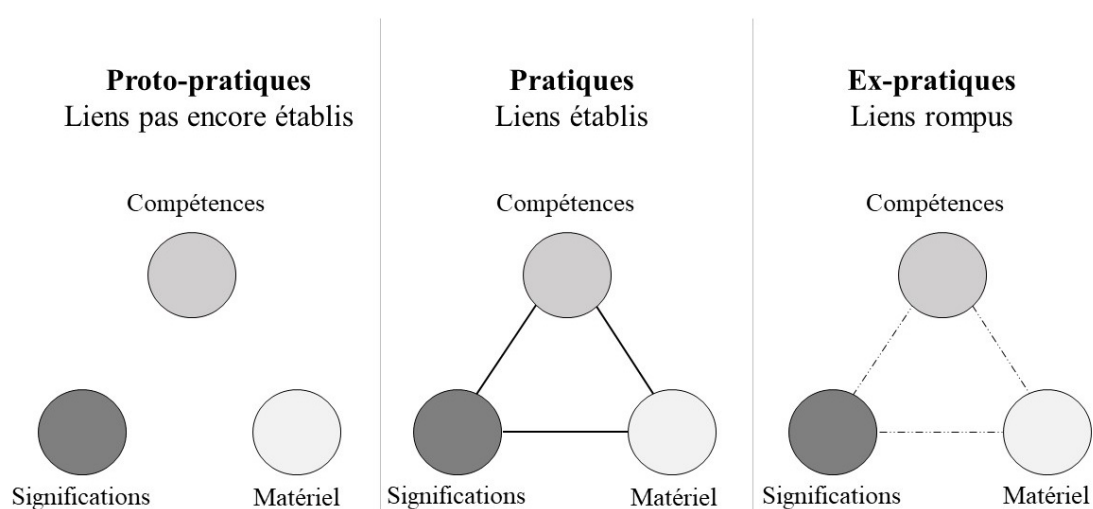 Proto-pratiques
Liens pas encore établis
Compétences
Significations
Matériel
Pratiques
Liens établis
Compétences
Significations
Matériel
Ex-pratiques
Liens rompus
Compétences
Significations
Matériel